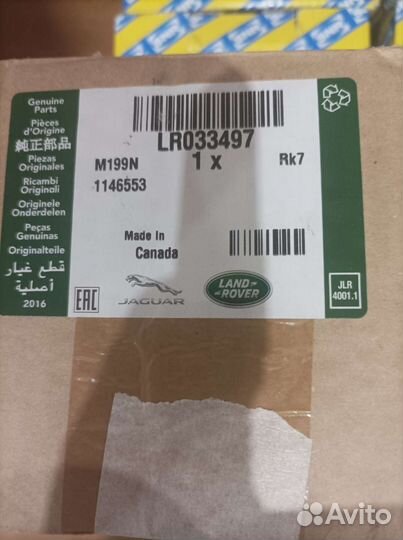 Genuine
Parts
Pièces
d'Origine
純正部品
Piezas
Originales
Ricambi
Originali
Originele
Onderdelen
Peças
Genuinas
Originalteile
قطع غيار
أصلية
2016
LR033497
1 x
Rk7
M199N
1146553
Made In
Canada
EAC
JAGUAR
LAND-
-ROVER
JLR
4001.1
Avito